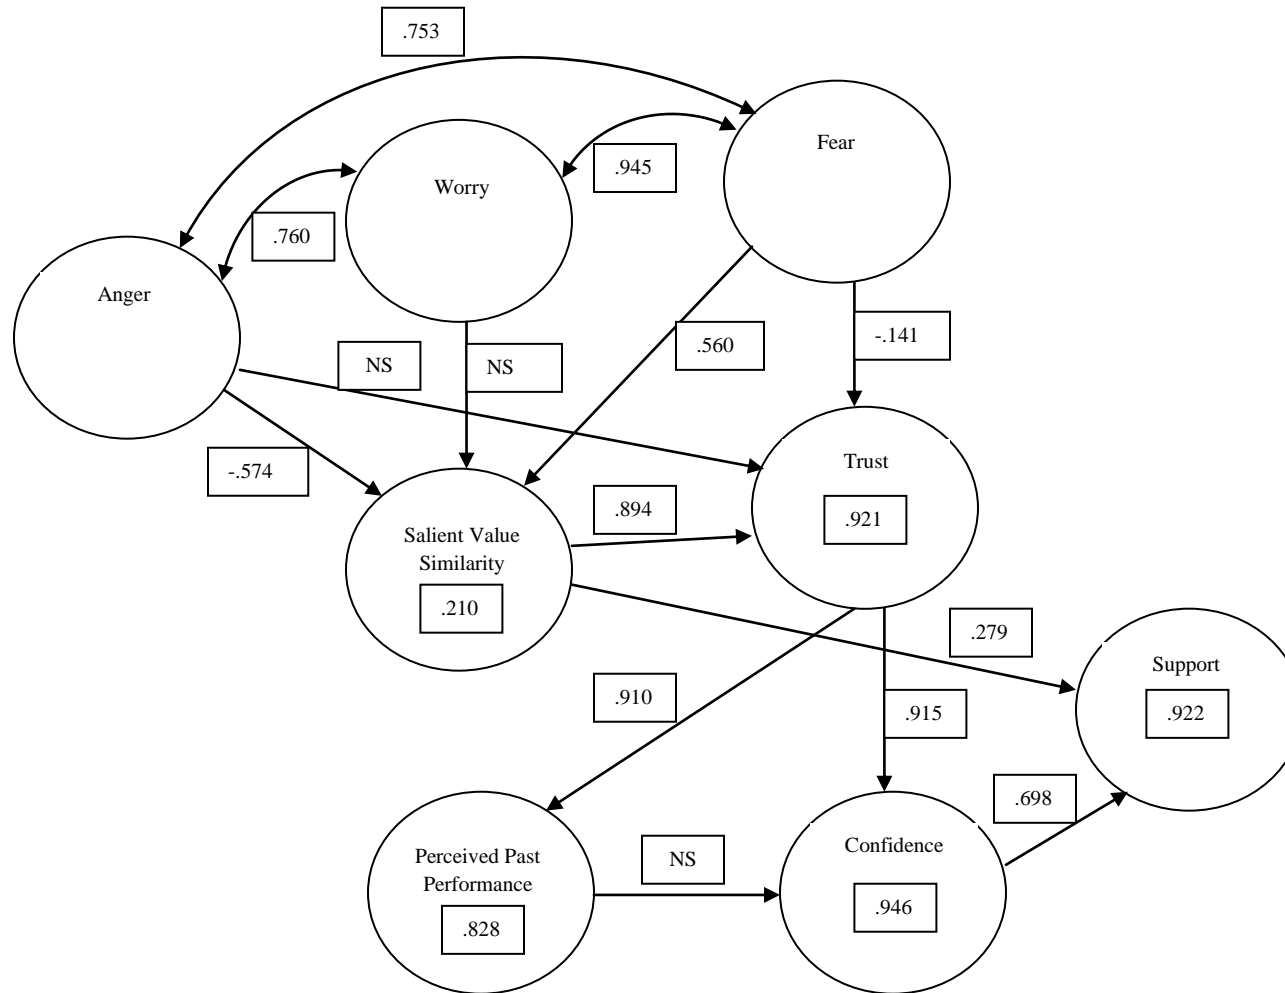 .753
Fear
.945
Worry
.760
Anger
-.141
.560
NS
NS
Trust
-.574
.894
.921
Salient Value
Similarity
.210
.279
Support
.910
.915
.922
.698
Confidence
Perceived Past
Performance
NS
.946
.828